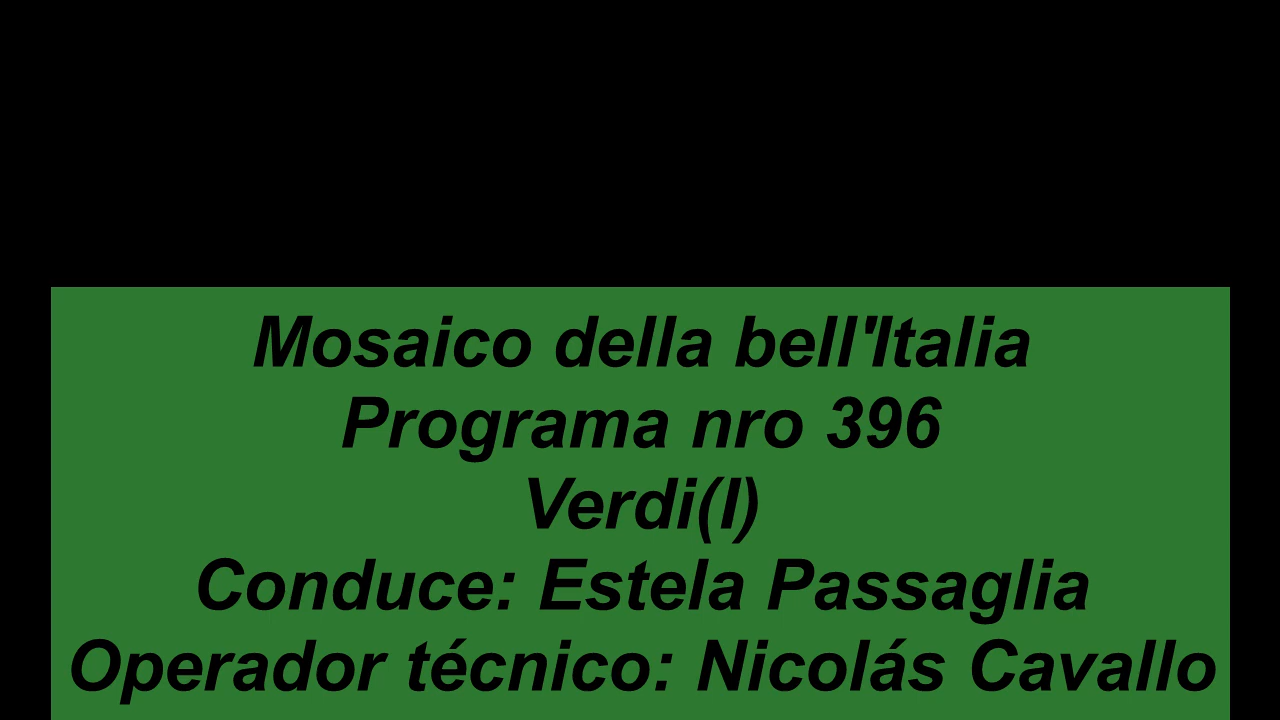 Mosaico della bell'Italia
Programa nro 396
Verdi(I)
Conduce: Estela Passaglia
Operador técnico: Nicolás Cavallo